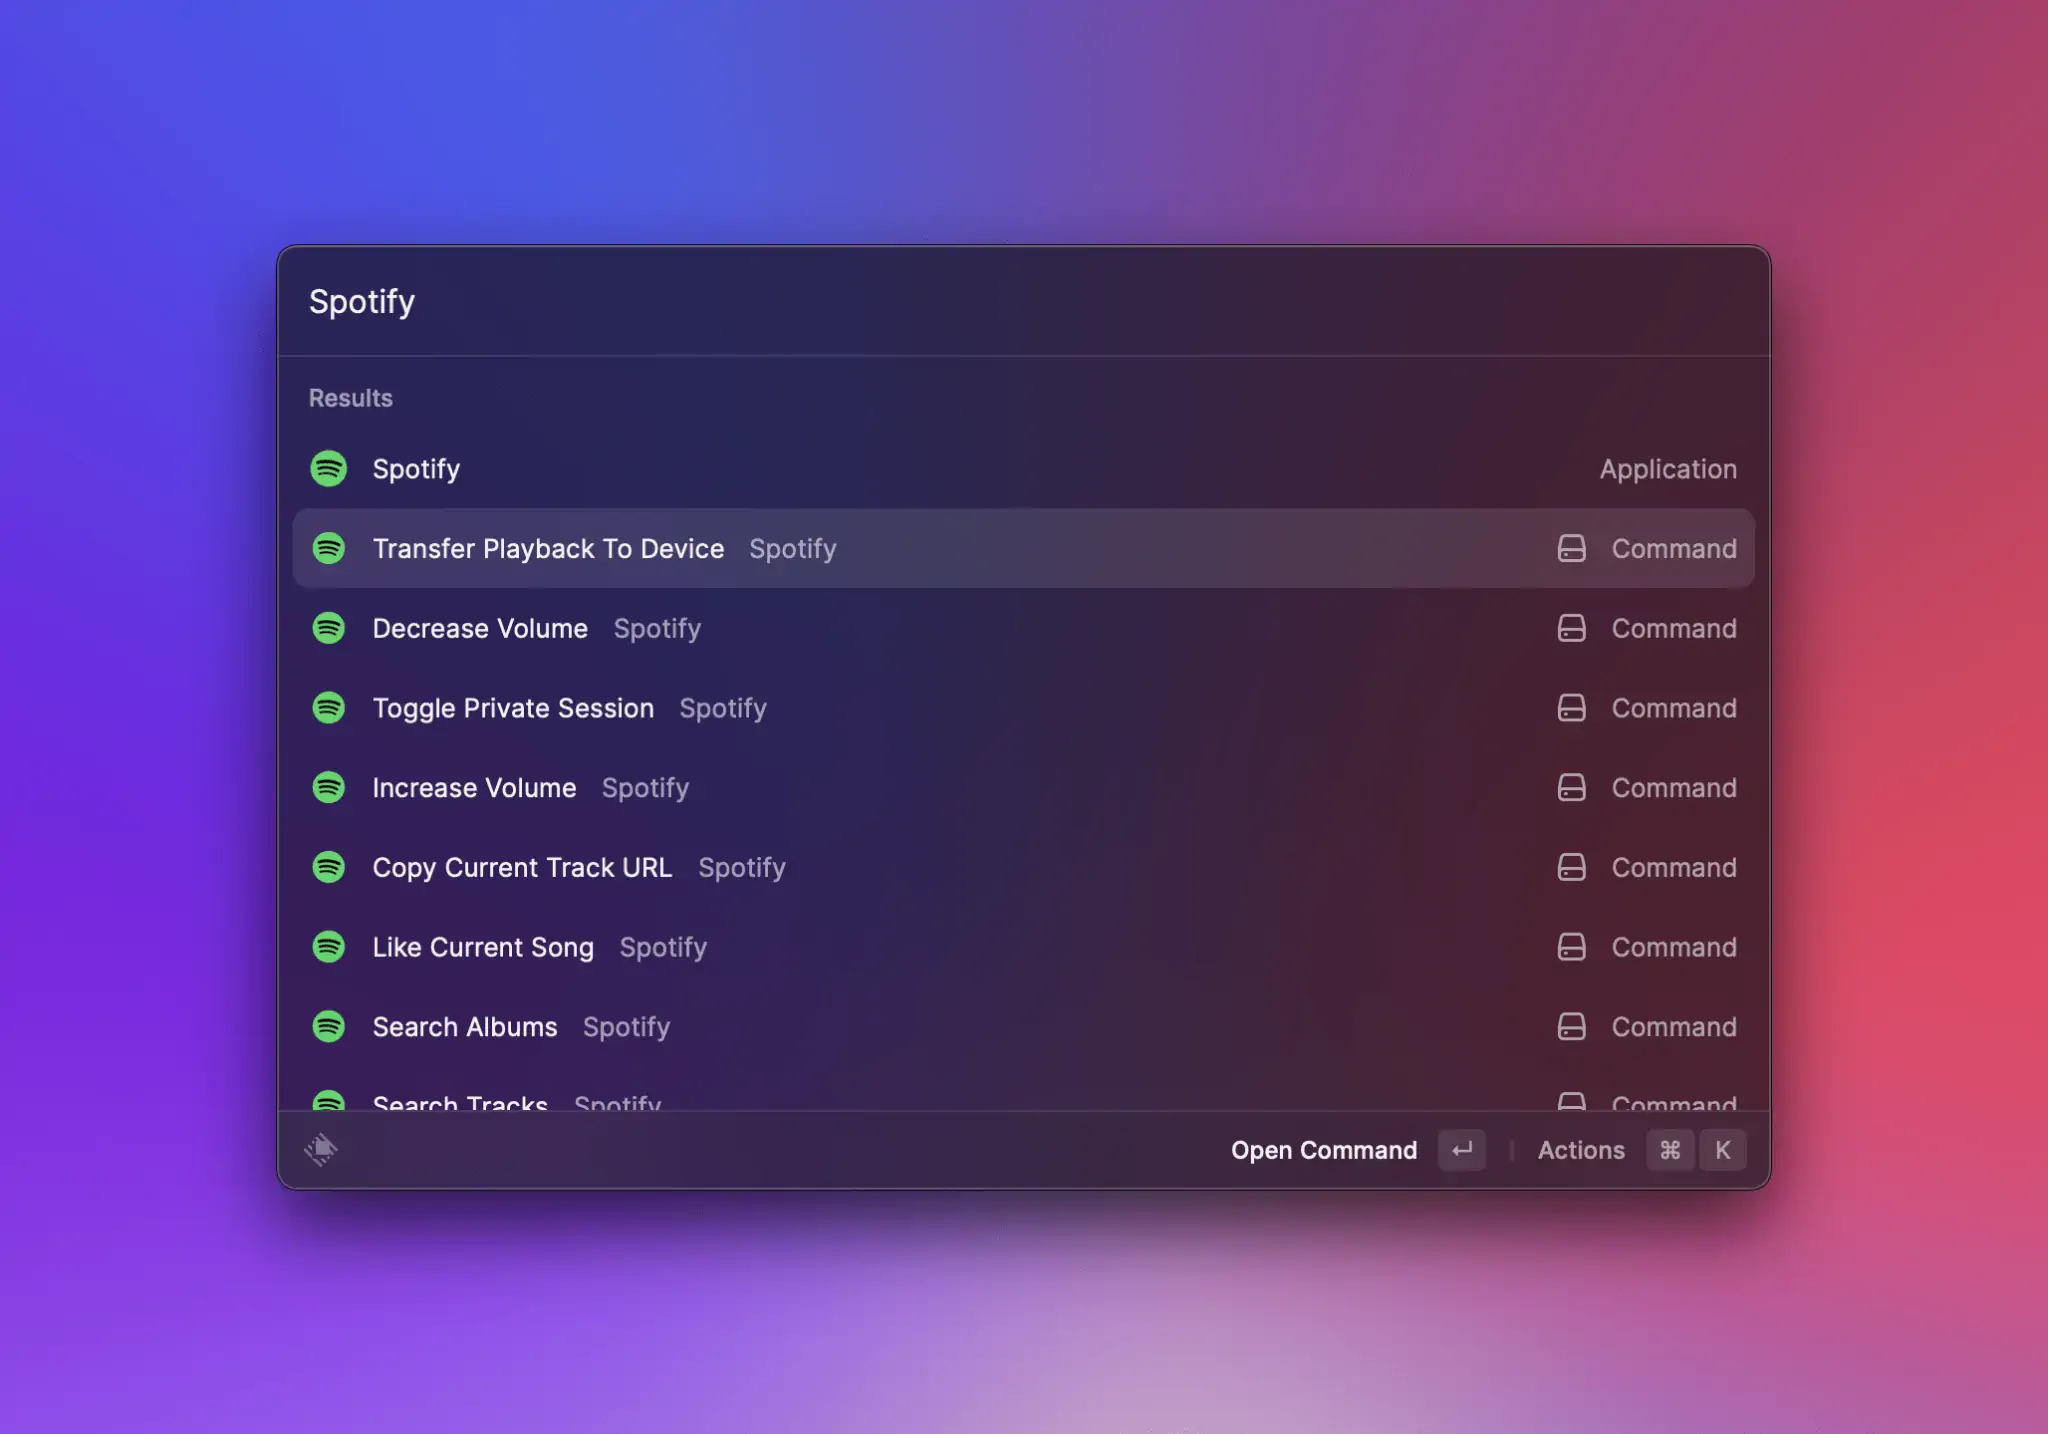 Spotify
Results
Spotify Application
Transfer Playback To Device Spotify Command
Decrease Volume Spotify Command
Toggle Private Session Spotify Command
Increase Volume Spotify Command
Copy Current Track URL Spotify Command
Like Current Song Spotify Command
Search Albums Spotify Command
Search Tracks Spotify Command
Open Command ↵ | Actions ⌘ K